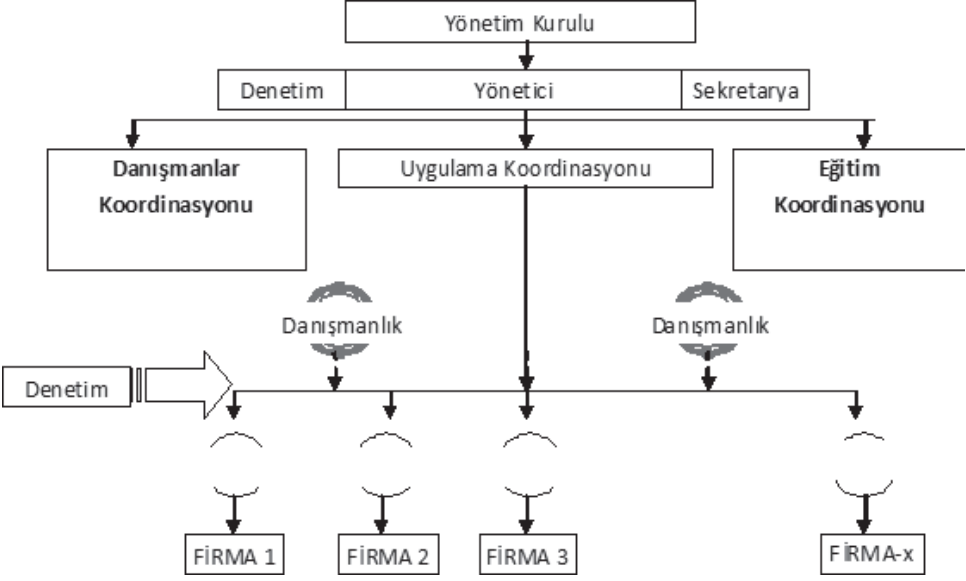 Yönetim Kurulu
Denetim
Yönetici
Sekretarya
Danışmanlar
Koordinasyonu
Uygulama Koordinasyonu
Eğitim
Koordinasyonu
Danışmanlık
Danışmanlık
Denetim
FİRMA 1
FİRMA 2
FİRMA 3
FİRMA-x